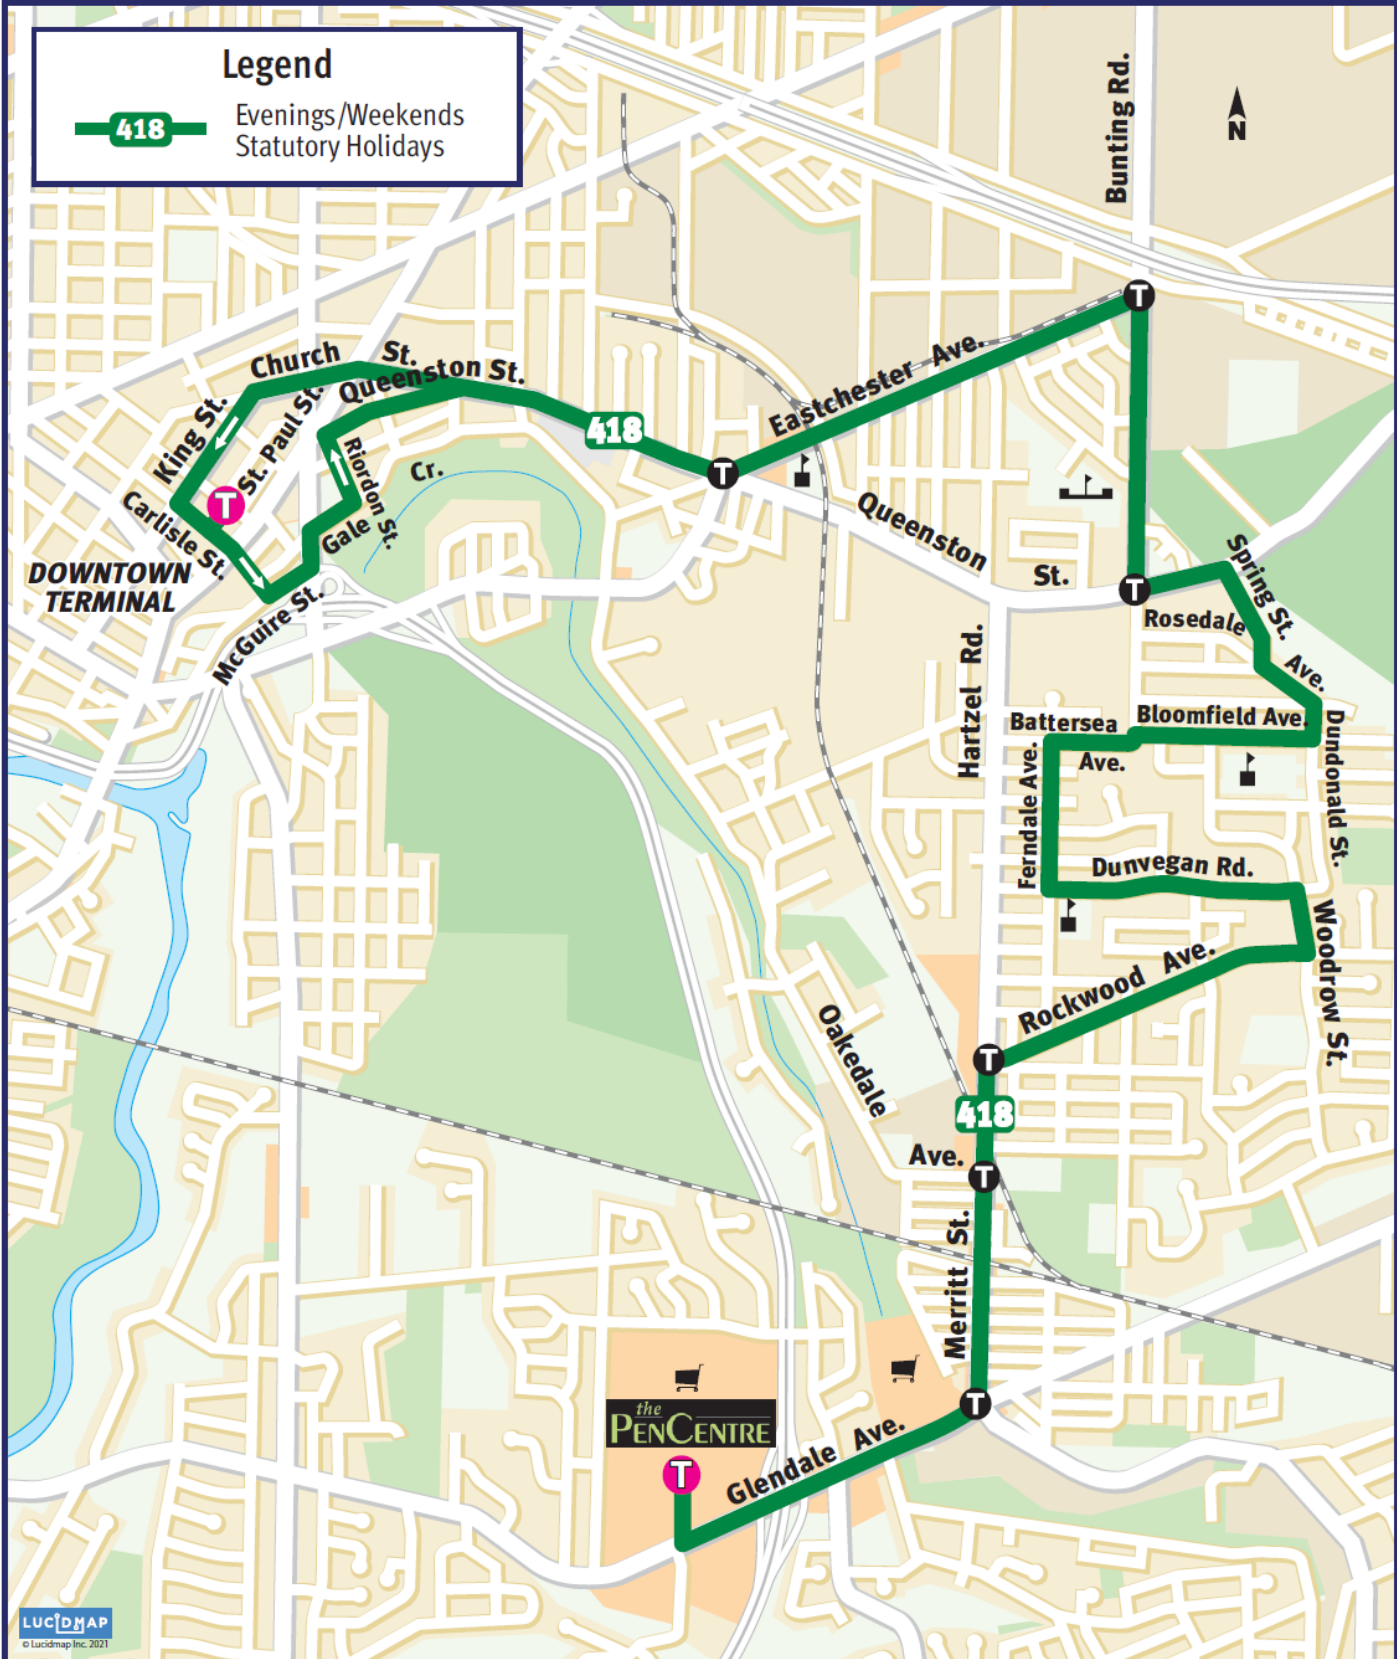 Legend
418
Evenings/Weekends
Statutory Holidays
Bunting Rd.
N
T
Church St.
Queenston St.
King St.
St. Paul St.
418
Eastchester Ave.
T
T
Carlisle St.
Riordon St.
Gale Cr.
Queenston St.
DOWNTOWN
TERMINAL
McGuire St.
T
Rosedale Ave.
Spring St.
Hartzel Rd.
Battersea
Ave.
Bloomfield Ave.
Ferndale Ave.
Dundonald St.
Dunvegan Rd.
Woodrow St.
Rockwood Ave.
Oakedale
Ave.
T
418
T
Merritt St.
T
the
PENCENTRE
T
Glendale Ave.
LUCIDMAP
© Lucidmap Inc. 2021